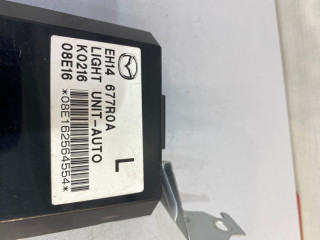 EH14 677R0A
LIGHT UNIT-AUTO
K0216
08E16
L
*08E162564554*